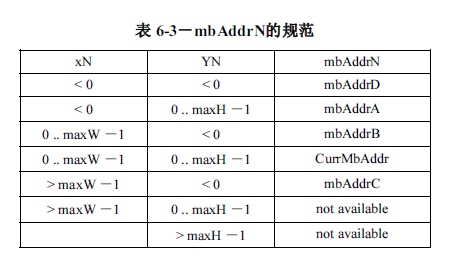 表 6-3－mbAddrN的规范
xN YN mbAddrN
< 0 < 0 mbAddrD
< 0 0 .. maxH －1 mbAddrA
0 .. maxW －1 < 0 mbAddrB
0 .. maxW －1 0 .. maxH －1 CurrMbAddr
> maxW －1 < 0 mbAddrC
> maxW －1 0 .. maxH －1 not available
> maxH －1 not available